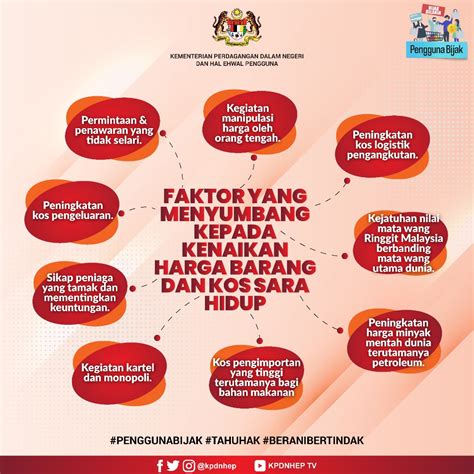 KEMENTERIAN PERDAGANGAN DALAM NEGERI
DAN HAL EHWAL PENGGUNA
BIJAK
BELANJA
Pengguna Bijak
Permintaan &
penawaran yang
tidak selari.
Kegiatan
manipulasi
harga oleh
orang tengah.
Peningkatan
kos logistik
pengangkutan.
Peningkatan
kos pengeluaran.
FAKTOR YANG
MENYUMBANG
KEPADA
KENAIKAN
HARGA BARANG
DAN KOS SARA
HIDUP
Kejatuhan nilai
mata wang
Ringgit Malaysia
berbanding
mata wang
utama dunia.
Sikap peniaga
yang tamak dan
mementingkan
keuntungan.
Kegiatan kartel
dan monopoli.
Kos pengimportan
yang tinggi
terutamanya bagi
bahan makanan
Peningkatan
harga minyak
mentah dunia
terutamanya
petroleum.
#PENGGUNABIJAK #TAHUHAK #BERANIBERTINDAK
@kpdnhep
KPDNHEP TV